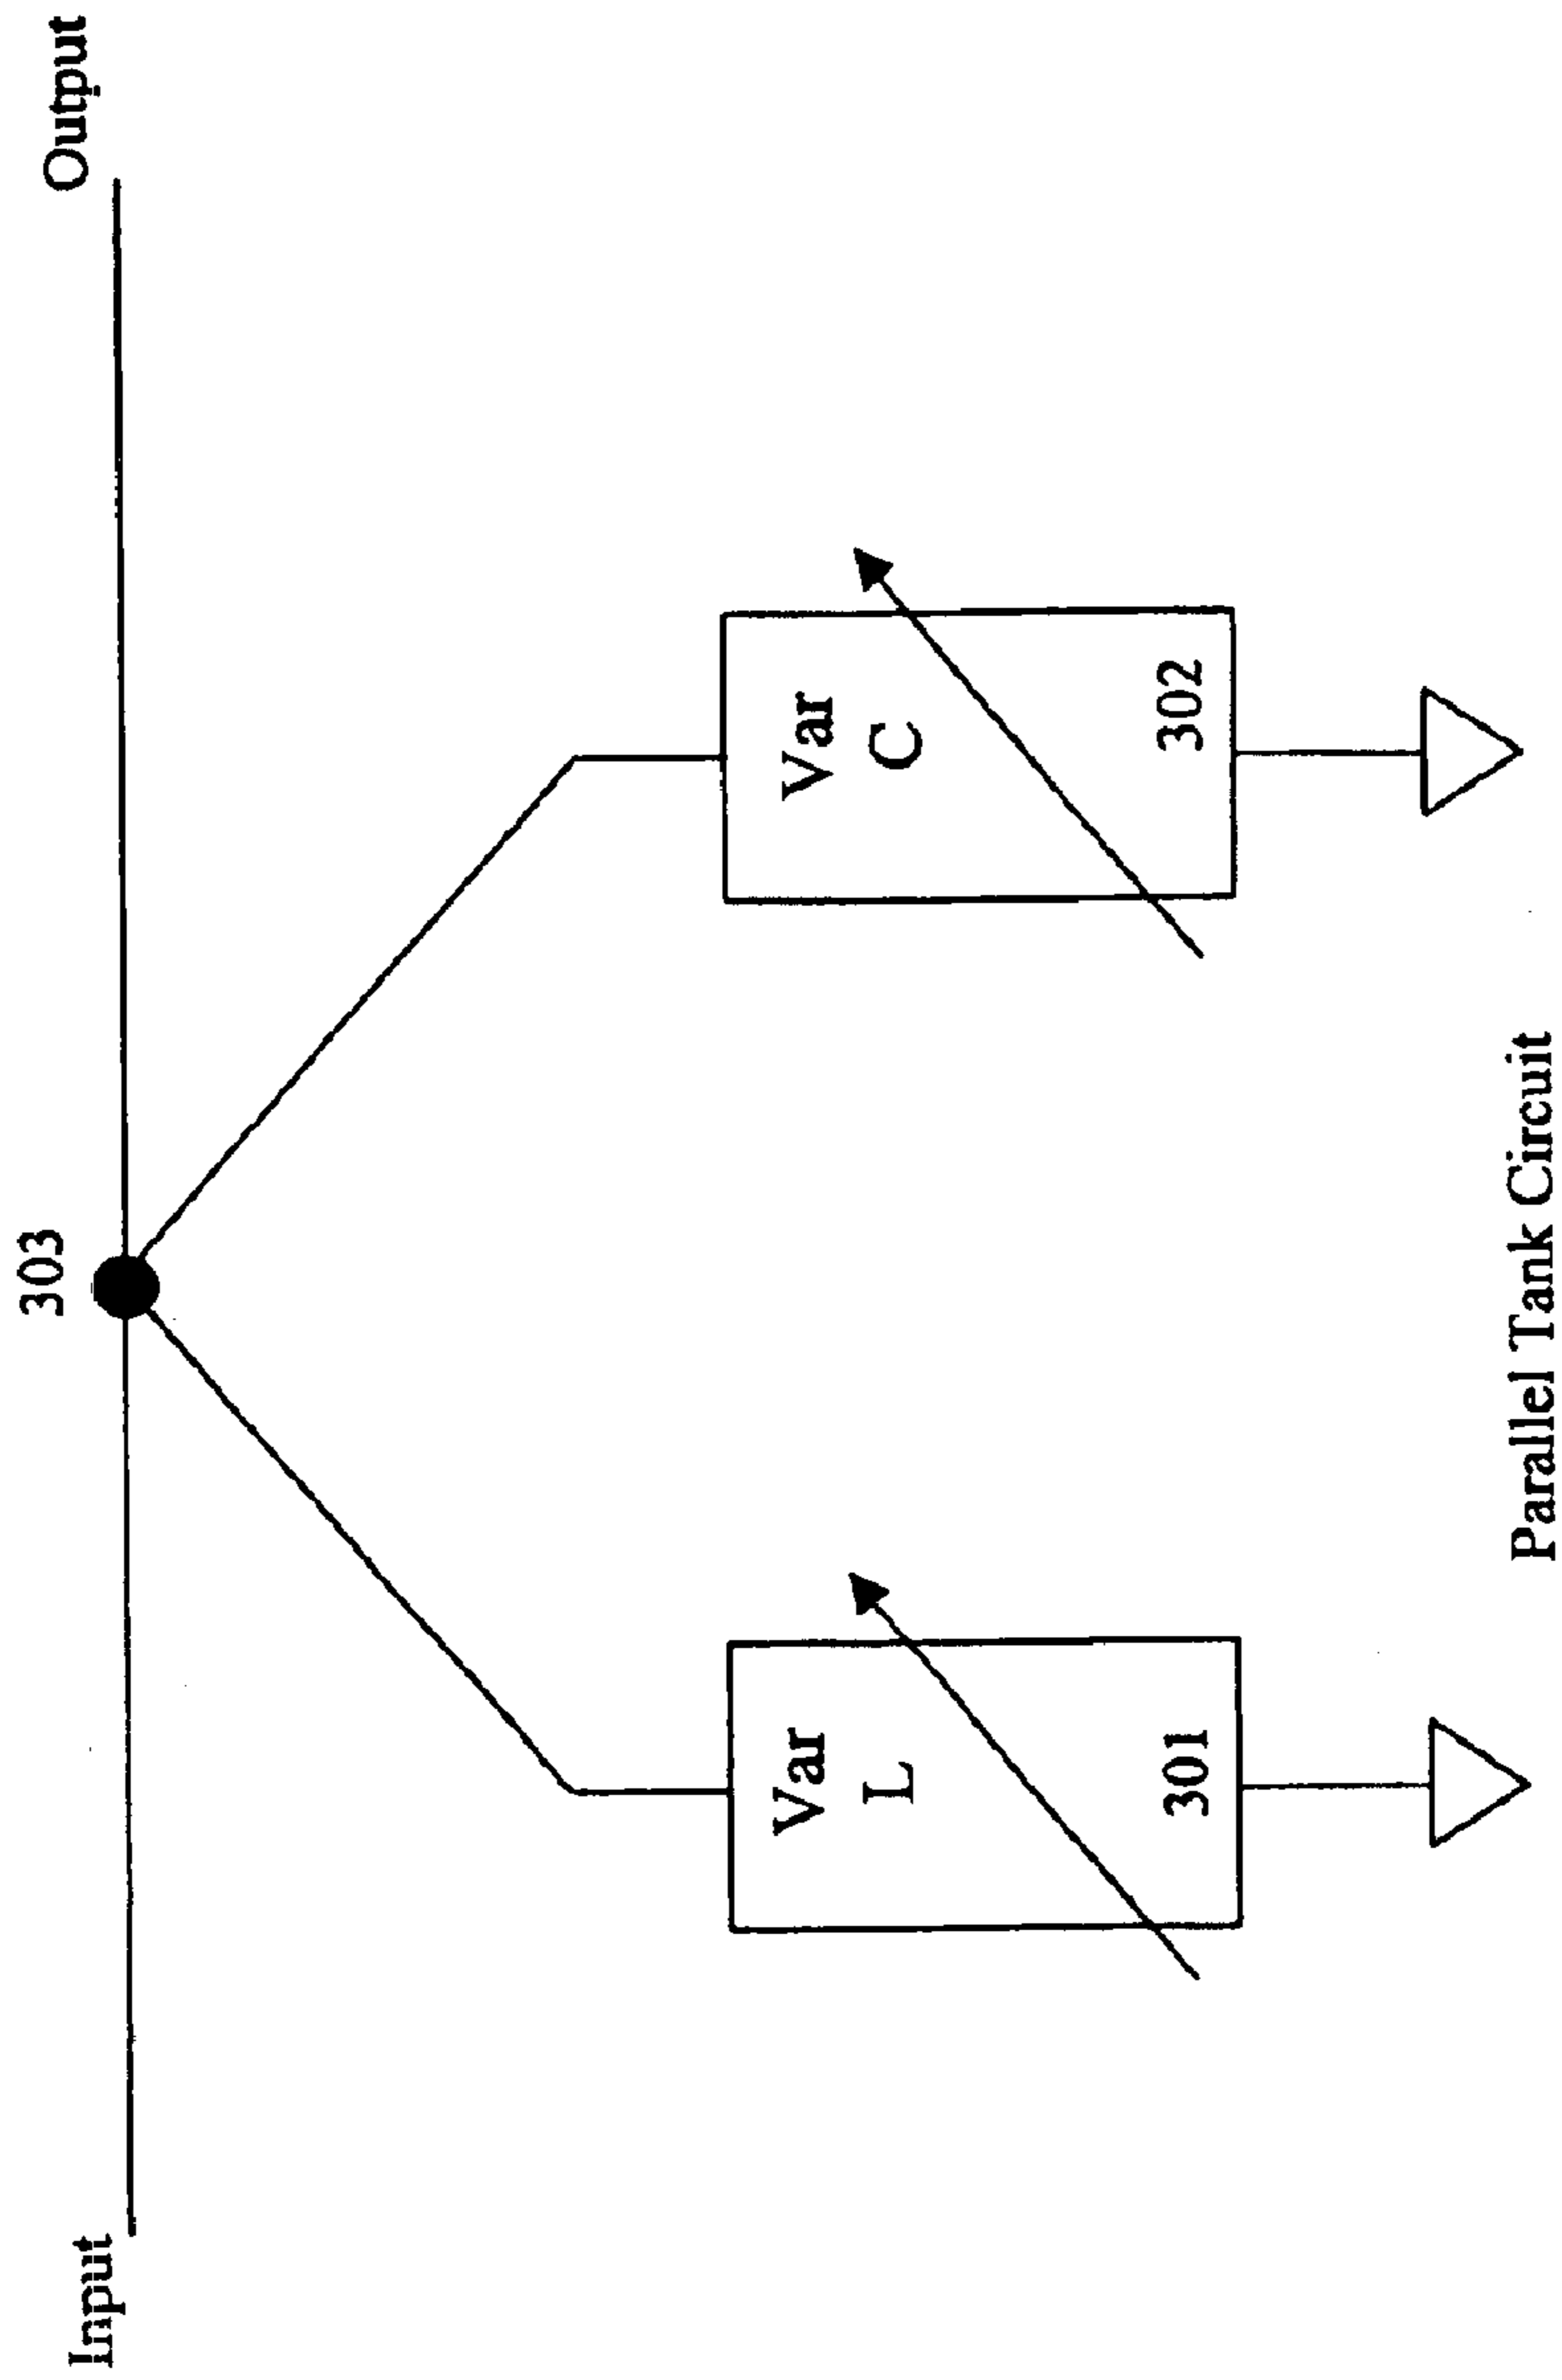 Input
303
Output
Var
L
301
Var
C
302
Parallel Tank Circuit